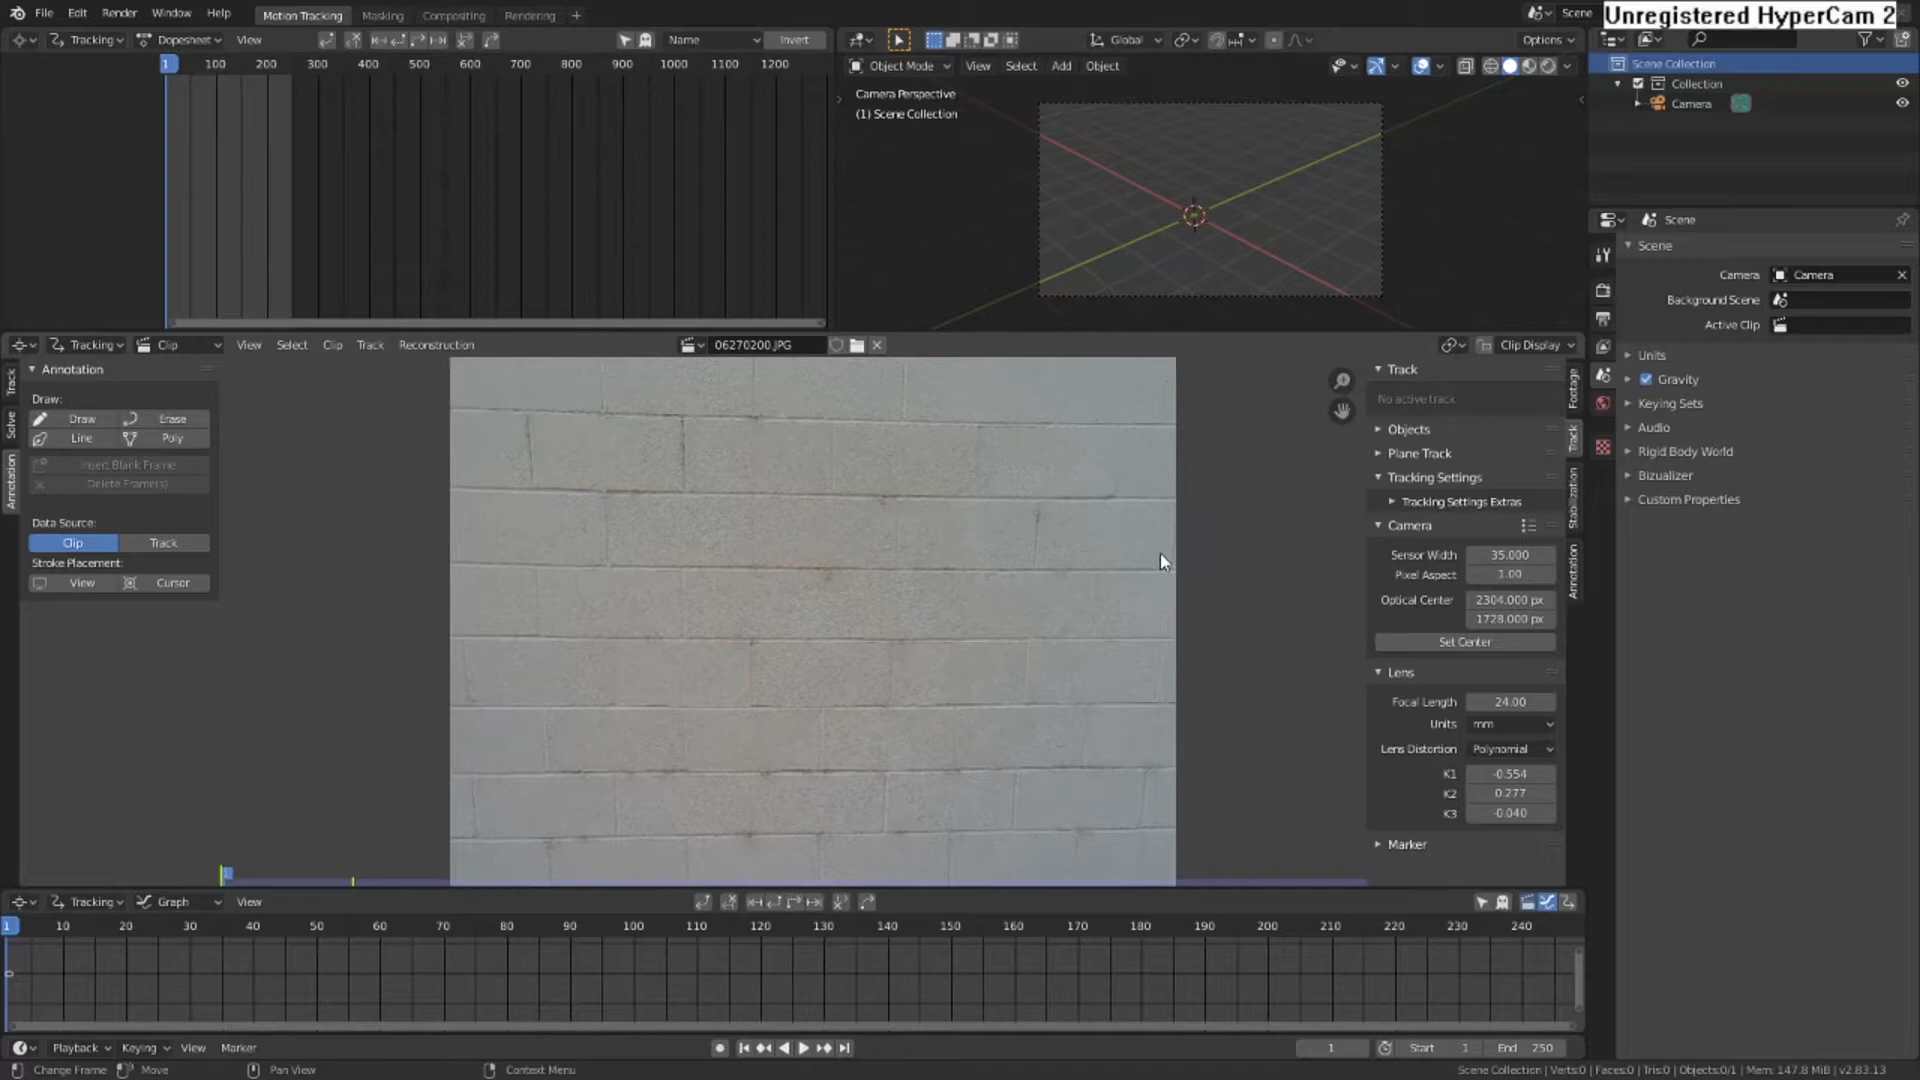 File Edit Render Window Help Motion Tracking Masking Compositing Rendering + Scene Unregistered HyperCam 2
Tracking Dopesheet View Name Invert Global Options
1 100 200 300 400 500 600 700 800 900 1000 1100 1200
Object Mode View Select Add Object
Camera Perspective
(1) Scene Collection
Scene Collection
Collection
Camera
Scene
Scene
Camera Camera
Background Scene
Active Clip
Units
Gravity
Keying Sets
Audio
Rigid Body World
Bizualizer
Custom Properties
Tracking Clip View Select Clip Track Reconstruction 06270200.JPG Clip Display
Track
Solve
Annotation
Annotation
Draw:
Draw Erase
Line Poly
Insert Blank Frame
Delete Frame(s)
Data Source:
Clip Track
Stroke Placement:
View Cursor
1
Track
No active track
Objects
Plane Track
Tracking Settings
Tracking Settings Extras
Camera
Sensor Width 35.000
Pixel Aspect 1.00
Optical Center 2304.000 px
1728.000 px
Set Center
Lens
Focal Length 24.00
Units mm
Lens Distortion Polynomial
K1 -0.554
K2 0.277
K3 -0.040
Marker
Footage
Track
Stabilization
Annotation
Tracking Graph View
1 10 20 30 40 50 60 70 80 90 100 110 120 130 140 150 160 170 180 190 200 210 220 230 240
Playback Keying View Marker 1 Start 1 End 250
Change Frame Move Pan View Context Menu Scene Collection | Verts:0 | Faces:0 | Tris:0 | Objects:0/1 | Mem: 147.8 MiB | v2.83.13